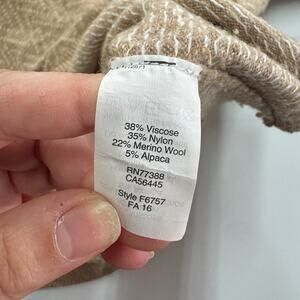 38% Viscose
35% Nylon
22% Merino Wool
5% Alpaca
RN77388
CA56445
Style F6757
FA 16